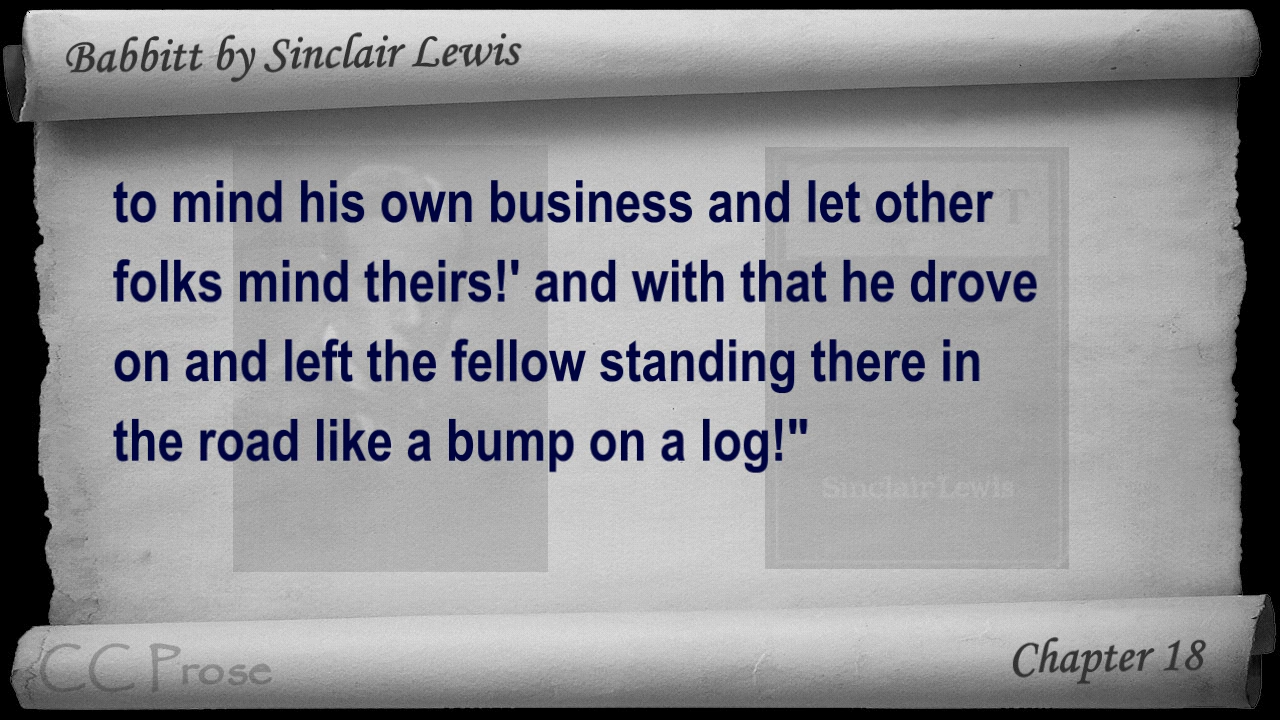 Babbitt by Sinclair Lewis
to mind his own business and let other
folks mind theirs!' and with that he drove
on and left the fellow standing there in
the road like a bump on a log!"
Sinclair Lewis
CC Prose
Chapter 18